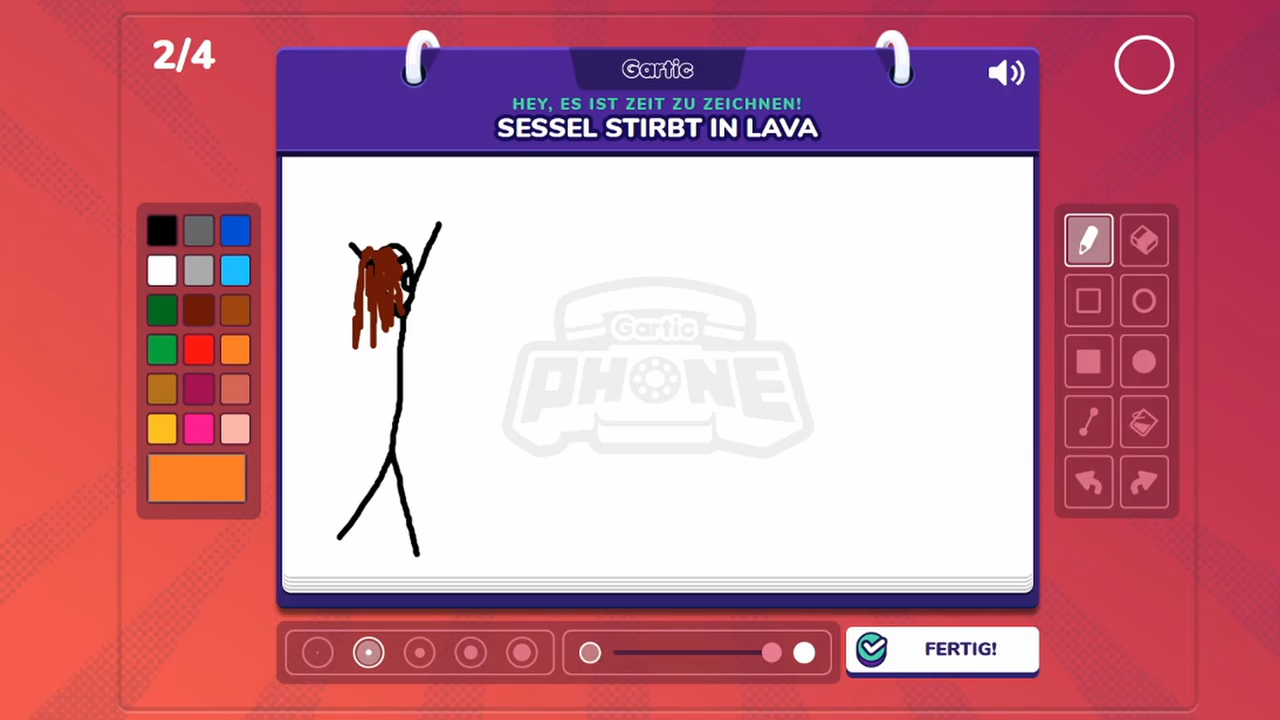 2/4
Gartic
HEY, ES IST ZEIT ZU ZEICHNEN!
SESSEL STIRBT IN LAVA
Gartic
PHONE
FERTIG!